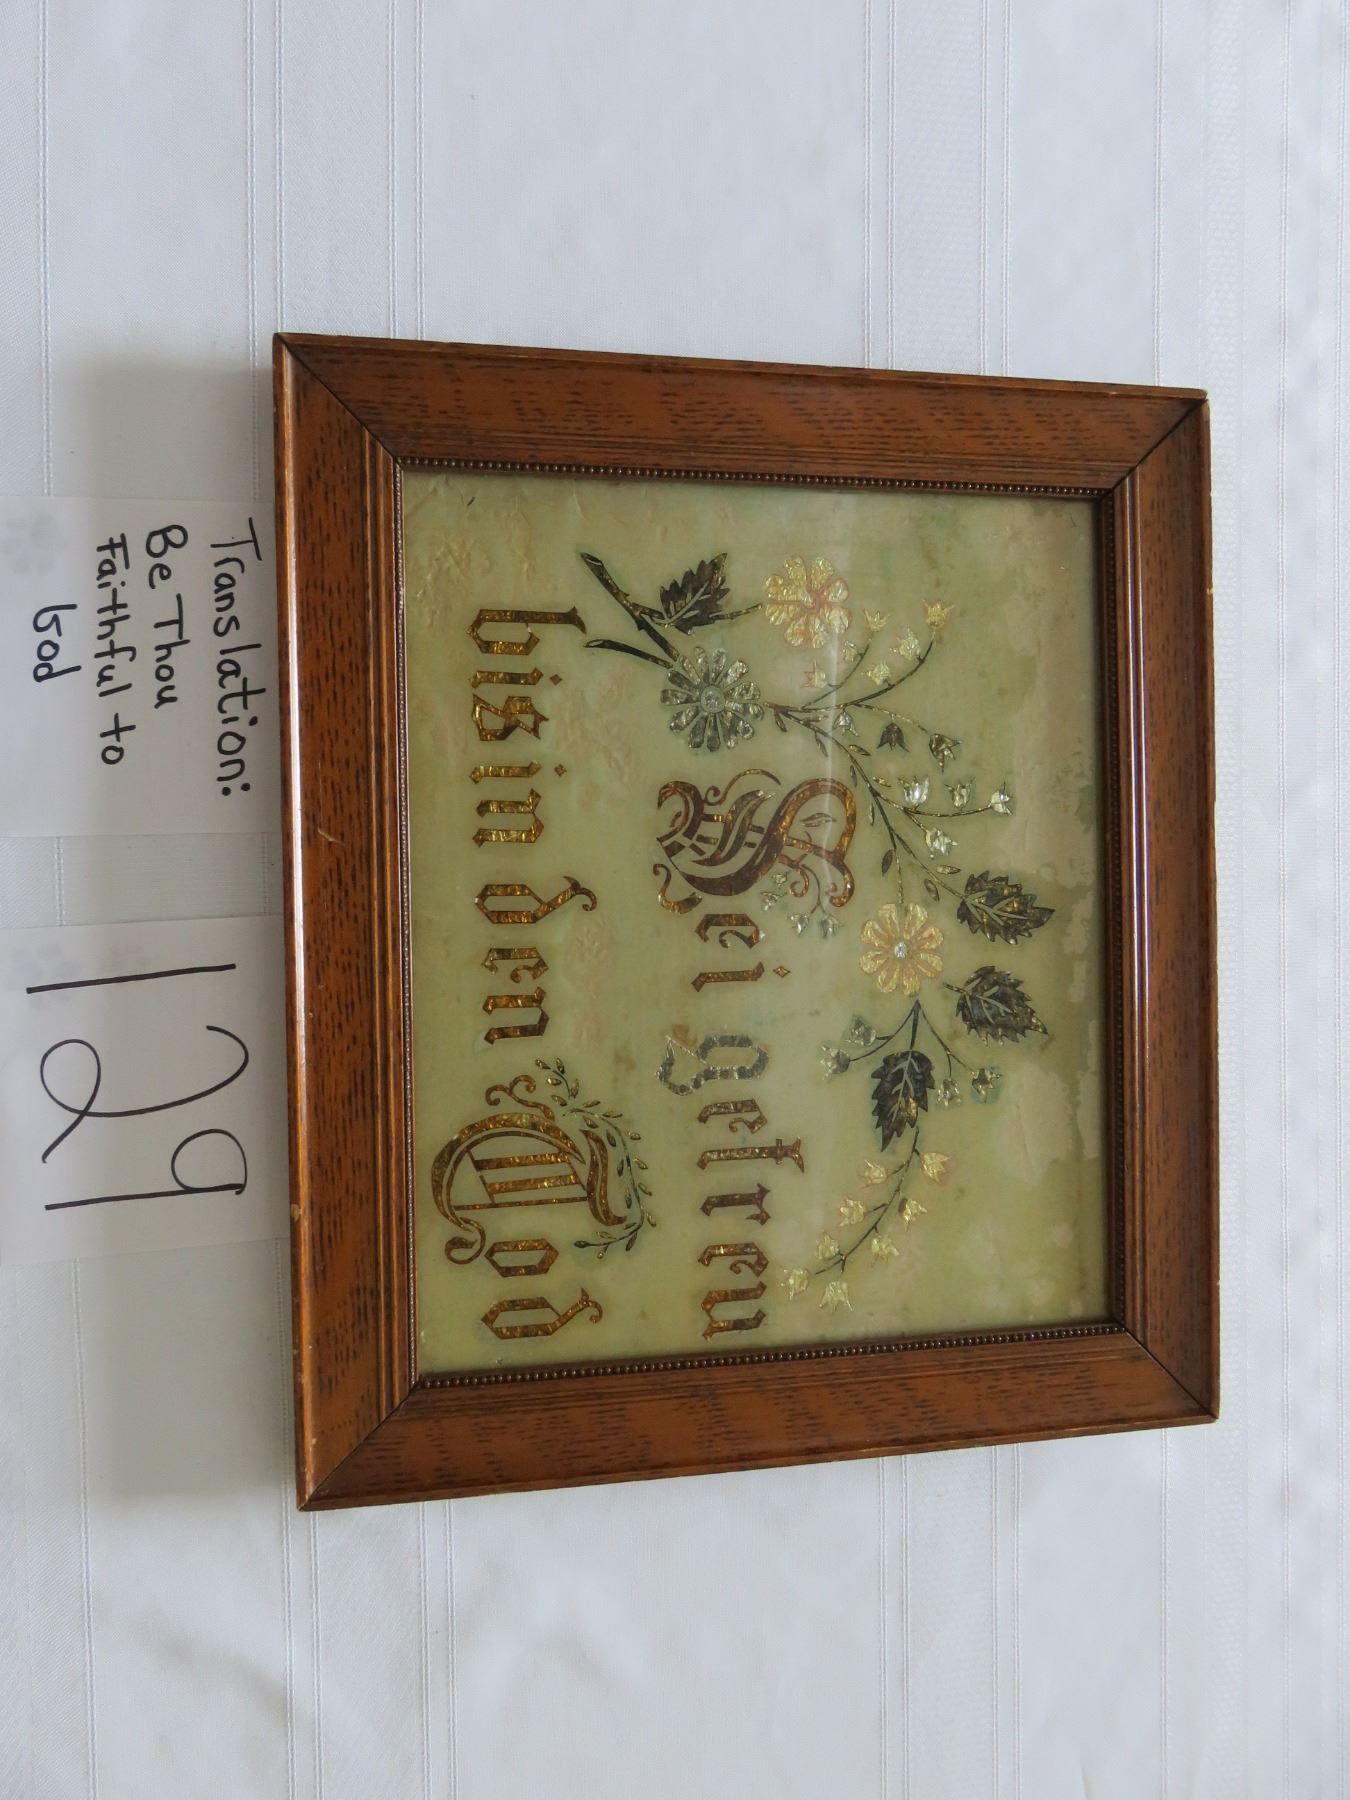 Sei getreu
bis in den Tod
Translation:
Be Thou
Faithful to
God
129